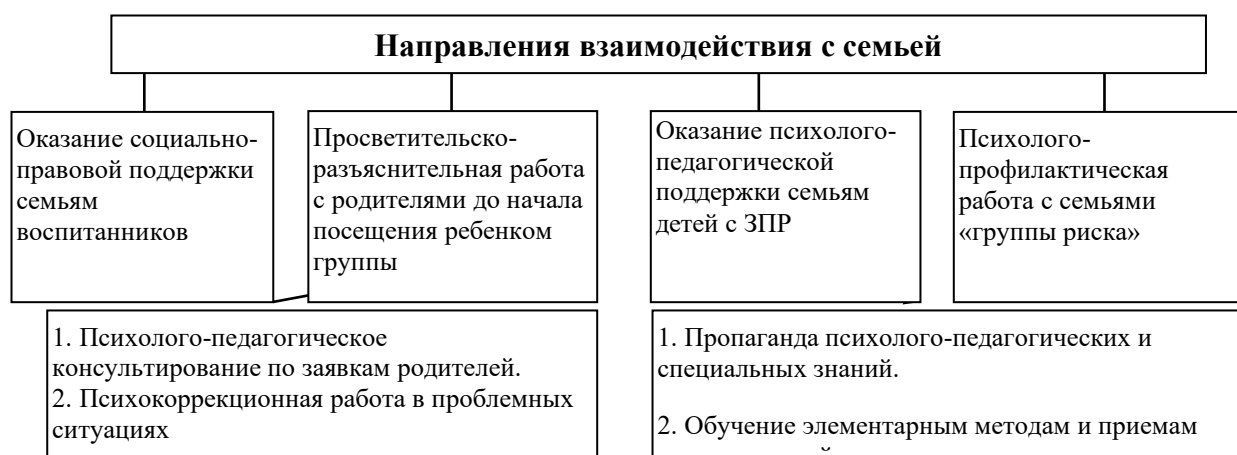 Направления взаимодействия с семьей
Оказание социально-
правовой поддержки
семьям
воспитанников
Просветительско-
разъяснительная работа
с родителями до начала
посещения ребенком
группы
Оказание психолого-
педагогической
поддержки семьям
детей с ЗПР
Психолого-
профилактическая
работа с семьями
«группы риска»
1. Психолого-педагогическое
консультирование по заявкам родителей.
2. Психокоррекционная работа в проблемных
ситуациях
1. Пропаганда психолого-педагогических и
специальных знаний.
2. Обучение элементарным методам и приемам